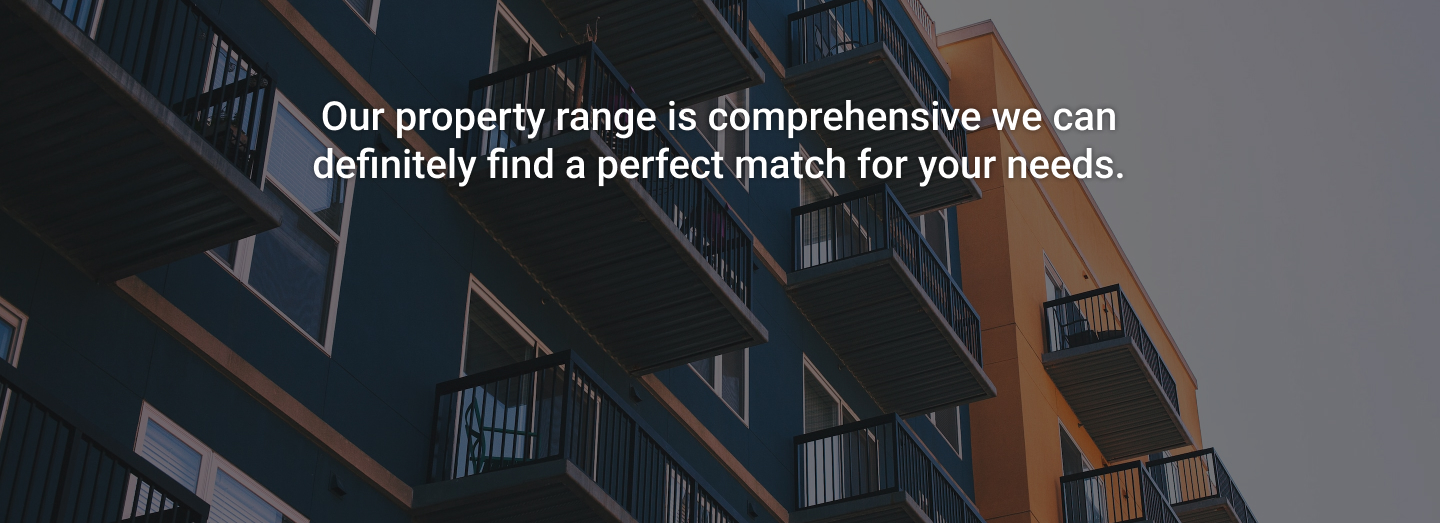 Our property range is comprehensive we can
definitely find a perfect match for your needs.